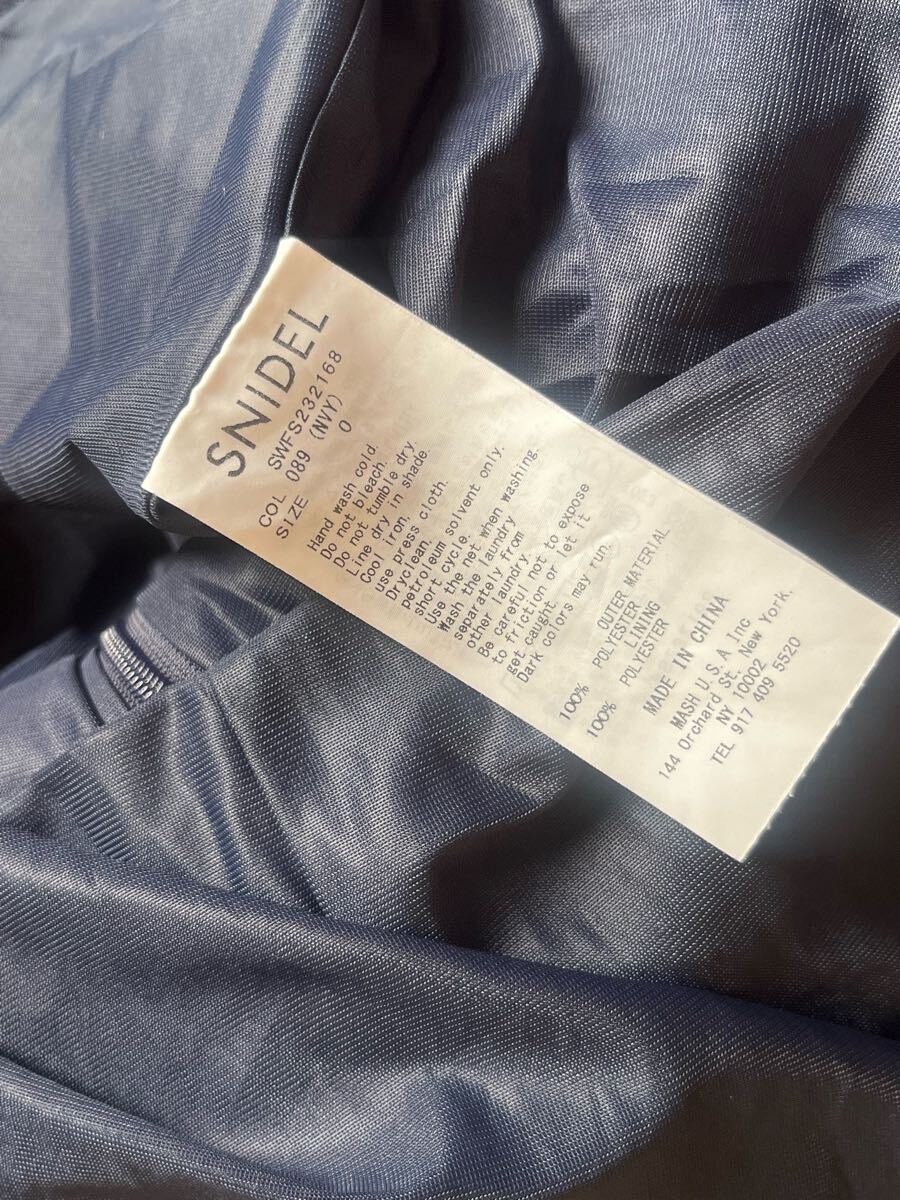 SNIDEL
SWFS232168
COL 089 (NVY)
SIZE 0
Hand wash cold.
Do not bleach.
Do not tumble dry.
Line dry in shade.
Cool iron.
use press cloth.
Dryclean.
petroleum solvent only.
short cycle.
Use the net when washing.
Wash the laundry
separately from
other laundry.
Be careful not to expose
to friction or let it
get caught.
Dark colors may run.
OUTER MATERIAL
100% POLYESTER
LINING
100% POLYESTER
MADE IN CHINA
MASH U.S.A Inc
144 Orchard St. New York.
NY 10002
TEL 917 409 5520